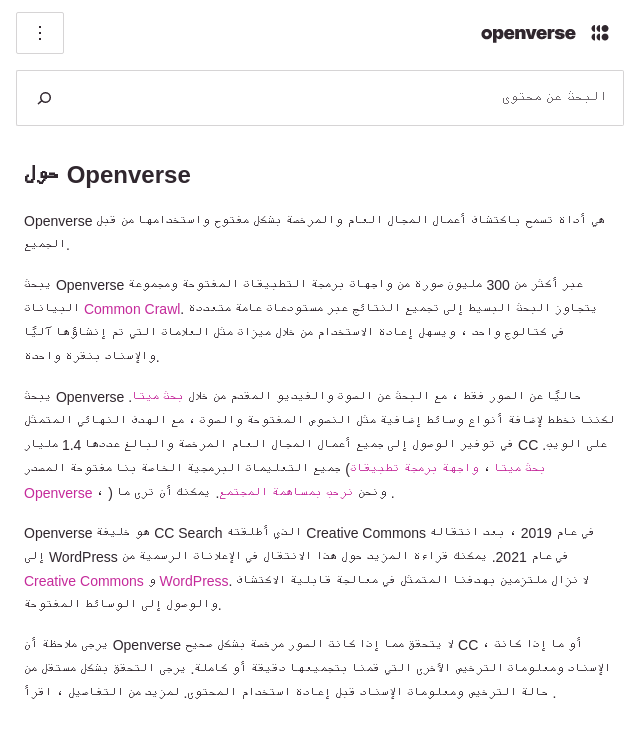 openverse
البحث عن محتوى
حول Openverse
Openverse هي أداة تسمح باكتشاف أعمال المجال العام والمرخصة بشكل مفتوح واستخدامها من قبل
الجميع.
يبحث Openverse عبر أكثر من 300 مليون صورة من واجهات برمجة التطبيقات المفتوحة ومجموعة
البيانات Common Crawl. يتجاوز البحث البسيط إلى تجميع النتائج عبر مستودعات عامة متعددة
في كتالوج واحد ، ويسهل إعادة الاستخدام من خلال ميزات مثل العلامات التي تم إنشاؤها آليًا
والإسناد بنقرة واحدة.
يبحث Openverse حاليًا عن الصور فقط ، مع البحث عن الصوت والفيديو المقدم من خلال بحث ميتا.
لكننا نخطط لإضافة أنواع وسائط إضافية مثل النصوص المفتوحة والصوت ، مع الهدف النهائي المتمثل
في توفير الوصول إلى جميع أعمال المجال العام المرخصة والبالغ عددها 1.4 مليار CC على الويب.
جميع التعليمات البرمجية الخاصة بنا مفتوحة المصدر (بحث ميتا ، واجهة برمجة تطبيقات
Openverse ، ) ونحن نرحب بمساهمة المجتمع. يمكنك أن ترى ما .
Openverse هو خليفة CC Search الذي أطلقته Creative Commons في عام 2019 ، بعد انتقاله
إلى WordPress في عام 2021. يمكنك قراءة المزيد حول هذا الانتقال في الإعلانات الرسمية من
Creative Commons و WordPress. لا نزال ملتزمين بهدفنا المتمثل في معالجة قابلية الاكتشاف
والوصول إلى الوسائط المفتوحة.
يرجى ملاحظة أن Openverse لا يتحقق مما إذا كانت الصور مرخصة بشكل صحيح CC ، أو ما إذا كانت
الإسناد ومعلومات الترخيص الأخرى التي قمنا بتجميعها دقيقة أو كاملة. يرجى التحقق بشكل مستقل من
حالة الترخيص ومعلومات الإسناد قبل إعادة استخدام المحتوى. لمزيد من التفاصيل ، اقرأ .